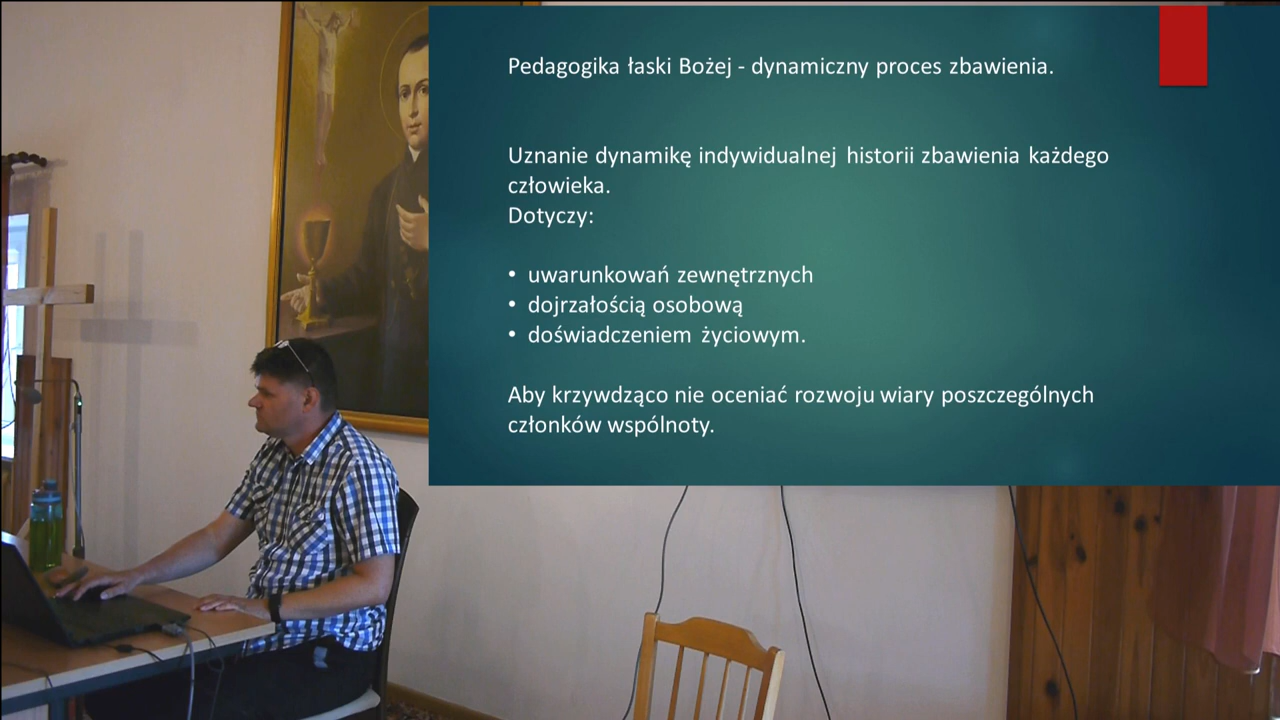 Pedagogika łaski Bożej - dynamiczny proces zbawienia.
Uznanie dynamikę indywidualnej historii zbawienia każdego
człowieka.
Dotyczy:
• uwarunkowań zewnętrznych
• dojrzałością osobową
• doświadczeniem życiowym.
Aby krzywdząco nie oceniać rozwoju wiary poszczególnych
członków wspólnoty.